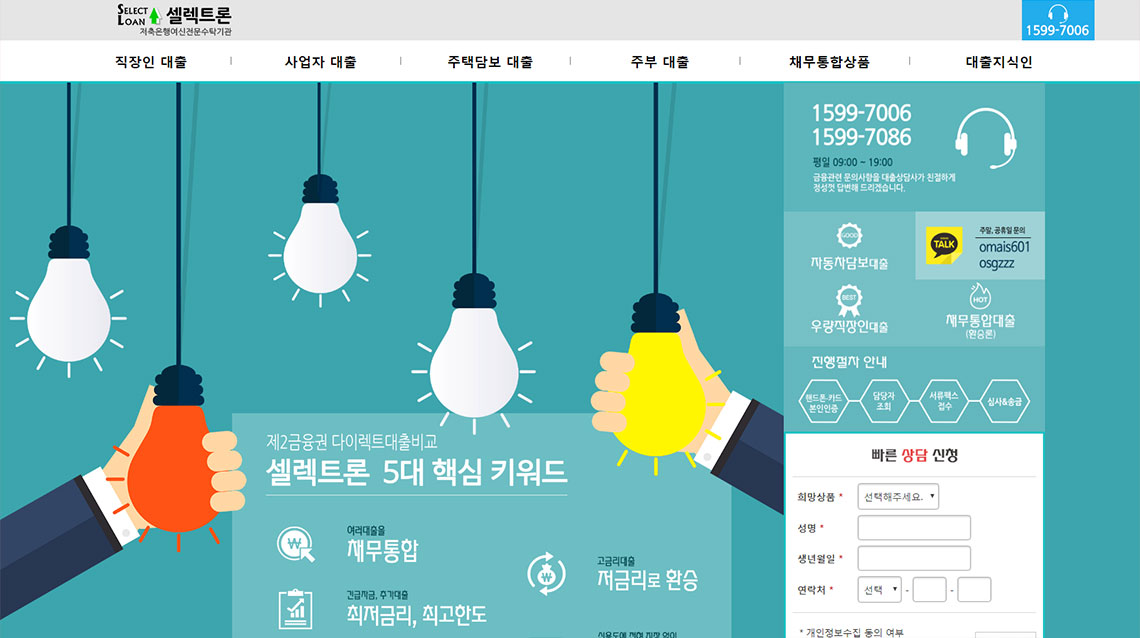 SELECT
LOAN 셀렉트론
저축은행여신전문수탁기관
1599-7006
직장인 대출
사업자 대출
주택담보 대출
주부 대출
채무통합상품
대출지식인
1599-7006
1599-7086
평일 09:00 ~ 19:00
금융관련 문의사항을 대출상담사가 친절하게
정성껏 답변해 드리겠습니다.
GOOD
자동차담보대출
TALK
주말, 공휴일 문의
omais601
osgzzz
BEST
우량직장인대출
HOT
채무통합대출
(환승론)
진행절차 안내
핸드폰·카드
본인인증
담당자
조회
서류팩스
접수
심사&송금
제2금융권 다이렉트대출비교
셀렉트론 5대 핵심 키워드
여러대출을
채무통합
고금리대출
저금리로 환승
긴급자금, 추가대출
최저금리, 최고한도
빠른 상담 신청
희망상품 *
선택해주세요.
성명 *
생년월일 *
연락처 *
선택
-
-
* 개인정보수집 동의 여부